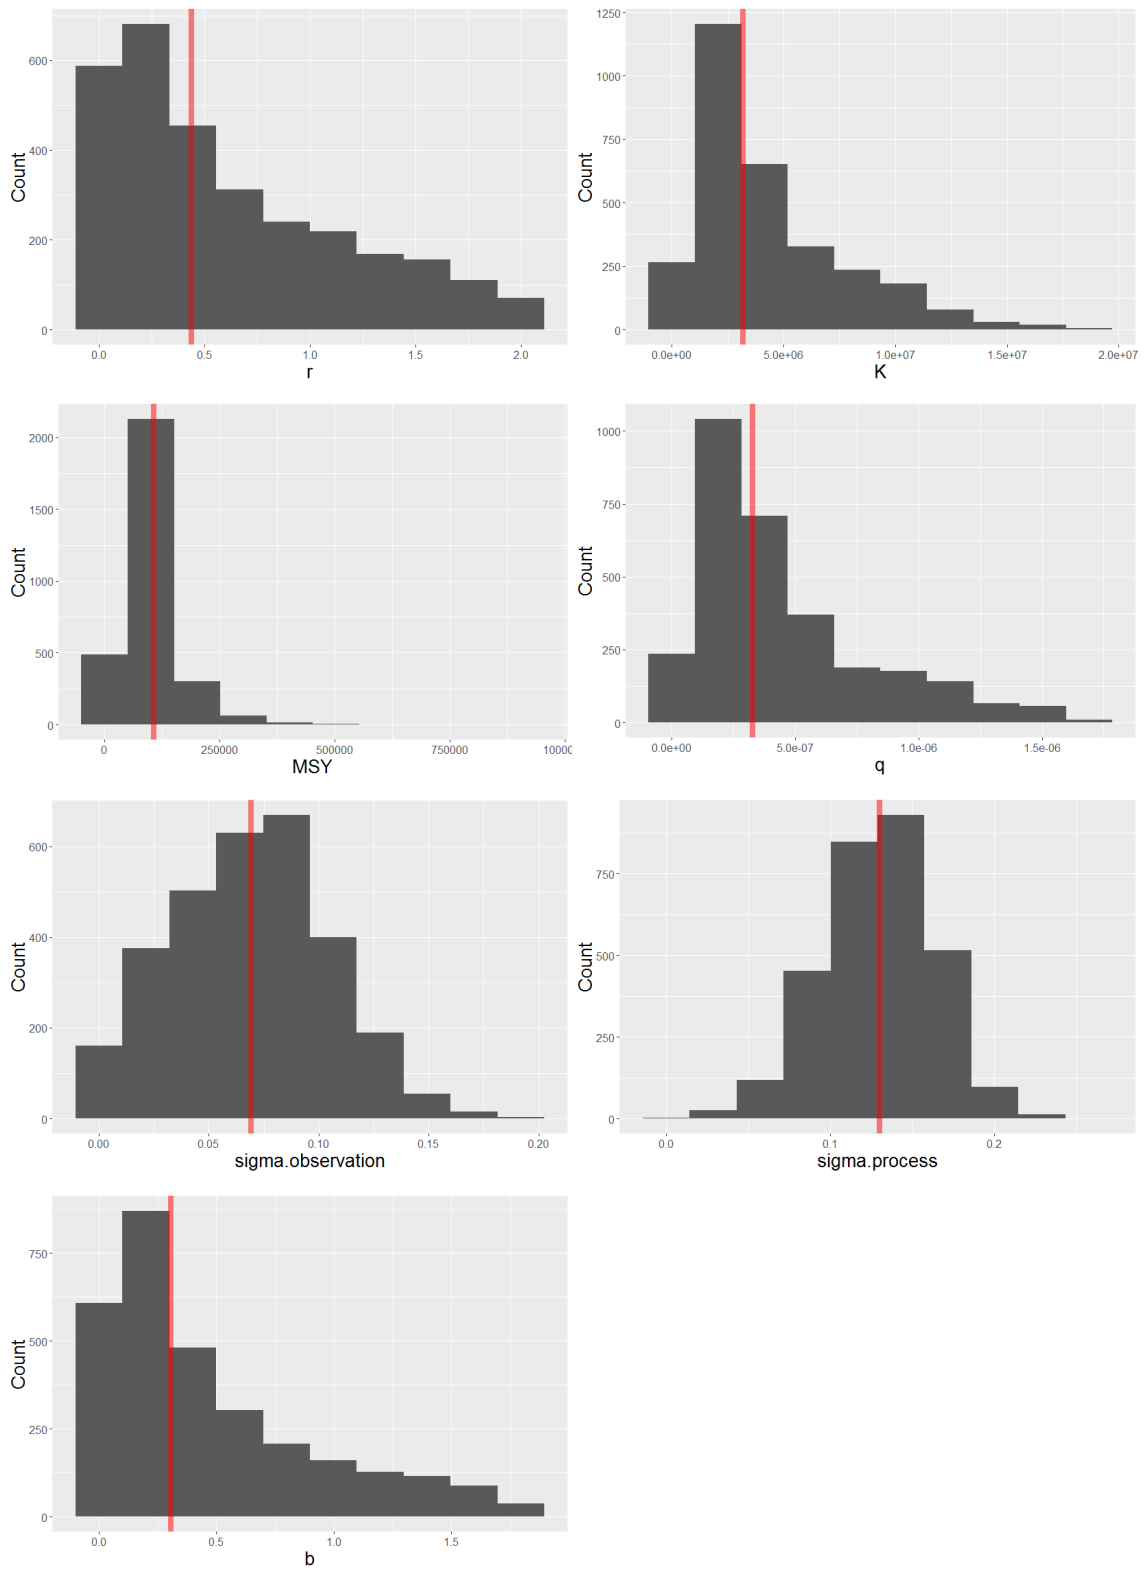 600
400
200
0
Count
0.0 0.5 1.0 1.5 2.0
r
1250
1000
750
500
250
0
Count
0.0e+00 5.0e+06 1.0e+07 1.5e+07 2.0e+07
K
2000
1500
1000
500
0
Count
0 250000 500000 750000 10000
MSY
1000
750
500
250
0
Count
0.0e+00 5.0e-07 1.0e-06 1.5e-06
q
600
400
200
0
Count
0.00 0.05 0.10 0.15 0.20
sigma.observation
750
500
250
0
Count
0.0 0.1 0.2
sigma.process
750
500
250
0
Count
0.0 0.5 1.0 1.5
b